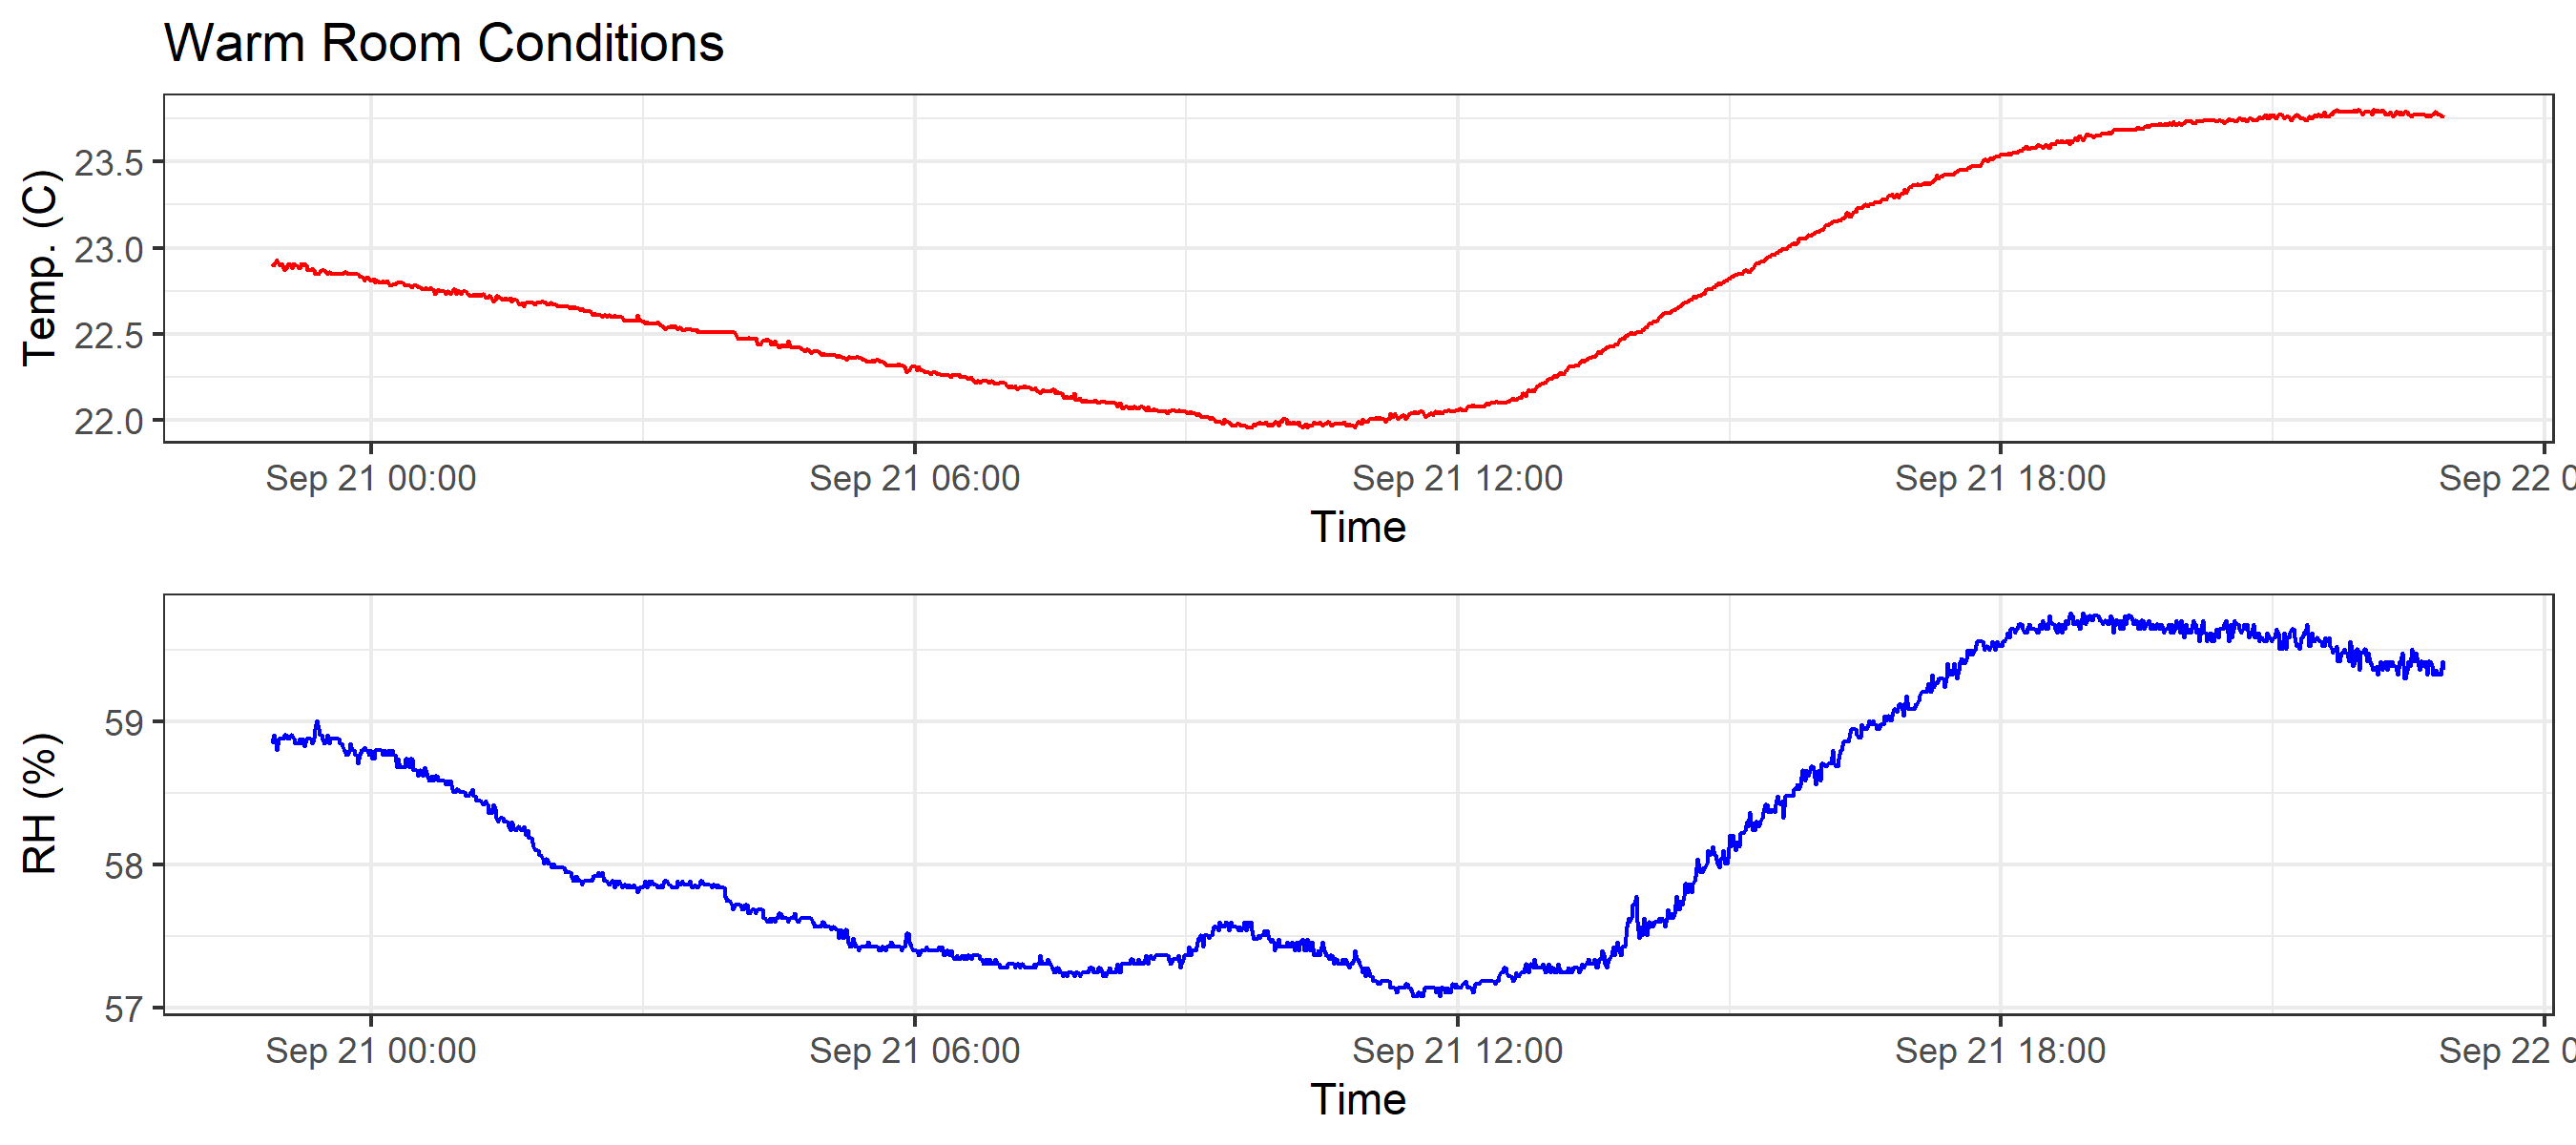 Warm Room Conditions
Temp. (C)
23.5
23.0
22.5
22.0
Sep 21 00:00 Sep 21 06:00 Sep 21 12:00 Sep 21 18:00 Sep 22 0
Time
RH (%)
59
58
57
Sep 21 00:00 Sep 21 06:00 Sep 21 12:00 Sep 21 18:00 Sep 22 0
Time